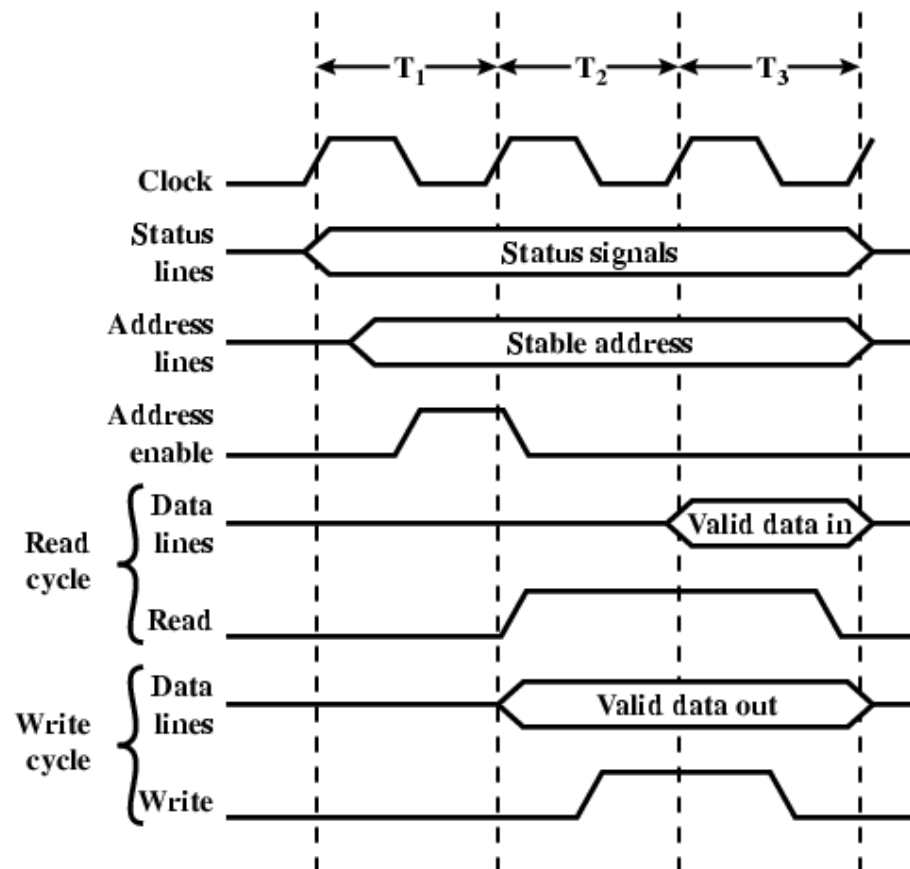 T1
T2
T3
Clock
Status
lines
Status signals
Address
lines
Stable address
Address
enable
Read
cycle
Data
lines
Valid data in
Read
Write
cycle
Data
lines
Valid data out
Write